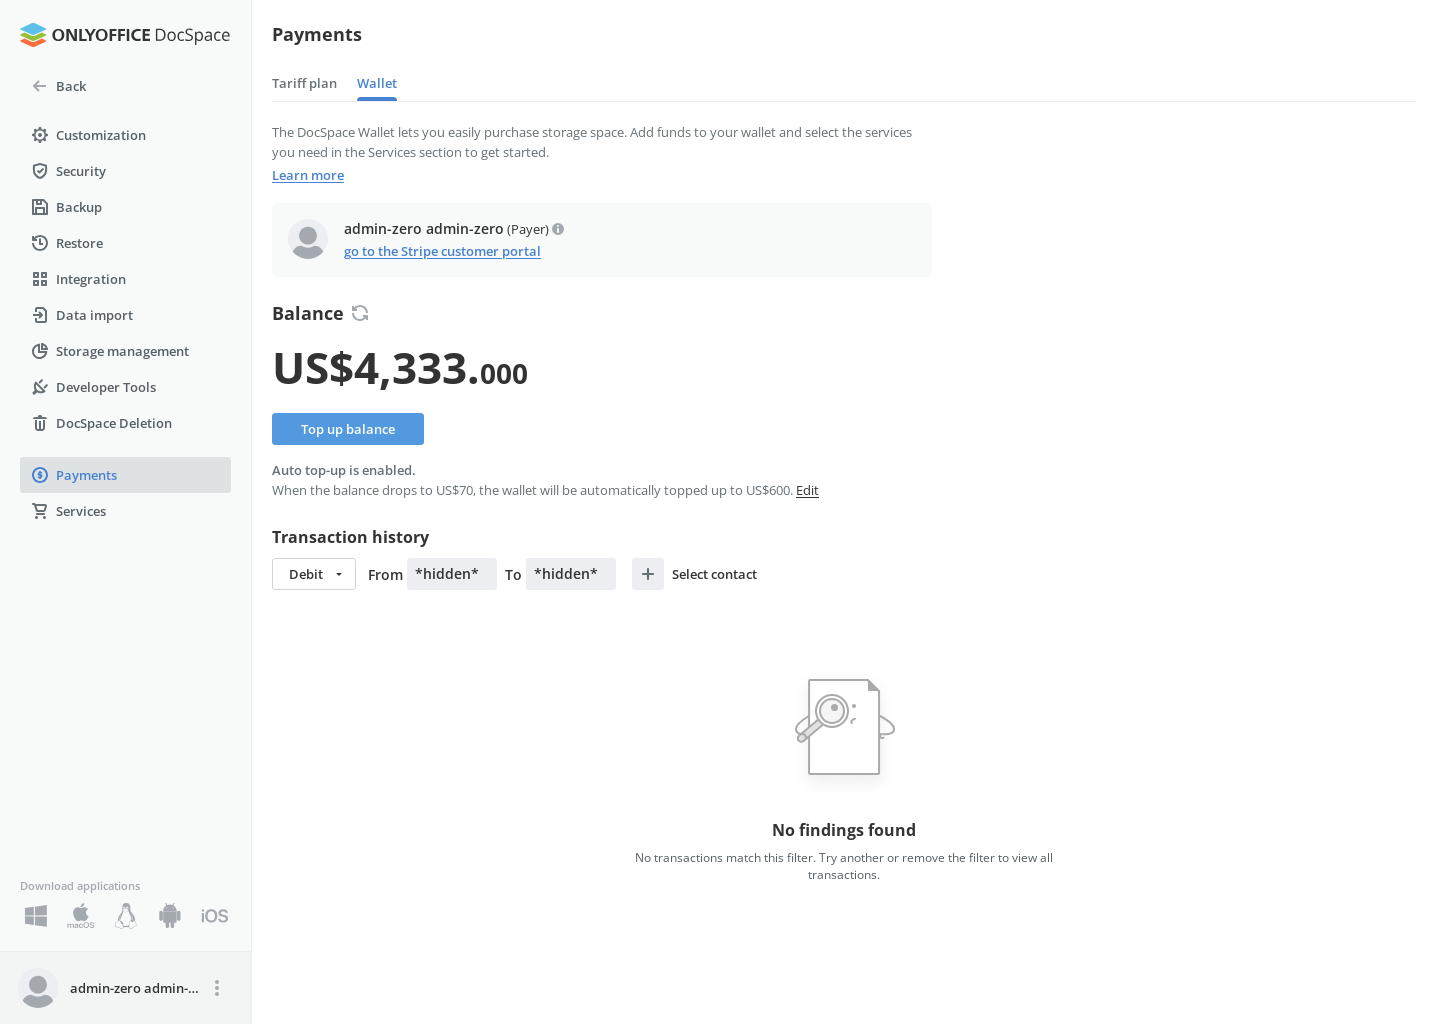 ONLYOFFICE DocSpace
Back
Customization
Security
Backup
Restore
Integration
Data import
Storage management
Developer Tools
DocSpace Deletion
Payments
Services
Download applications
macOS
iOS
admin-zero admin-...
Payments
Tariff plan Wallet
The DocSpace Wallet lets you easily purchase storage space. Add funds to your wallet and select the services
you need in the Services section to get started.
Learn more
admin-zero admin-zero (Payer)
go to the Stripe customer portal
Balance
US$4,333.000
Top up balance
Auto top-up is enabled.
When the balance drops to US$70, the wallet will be automatically topped up to US$600. Edit
Transaction history
Debit From *hidden* To *hidden* Select contact
No findings found
No transactions match this filter. Try another or remove the filter to view all
transactions.